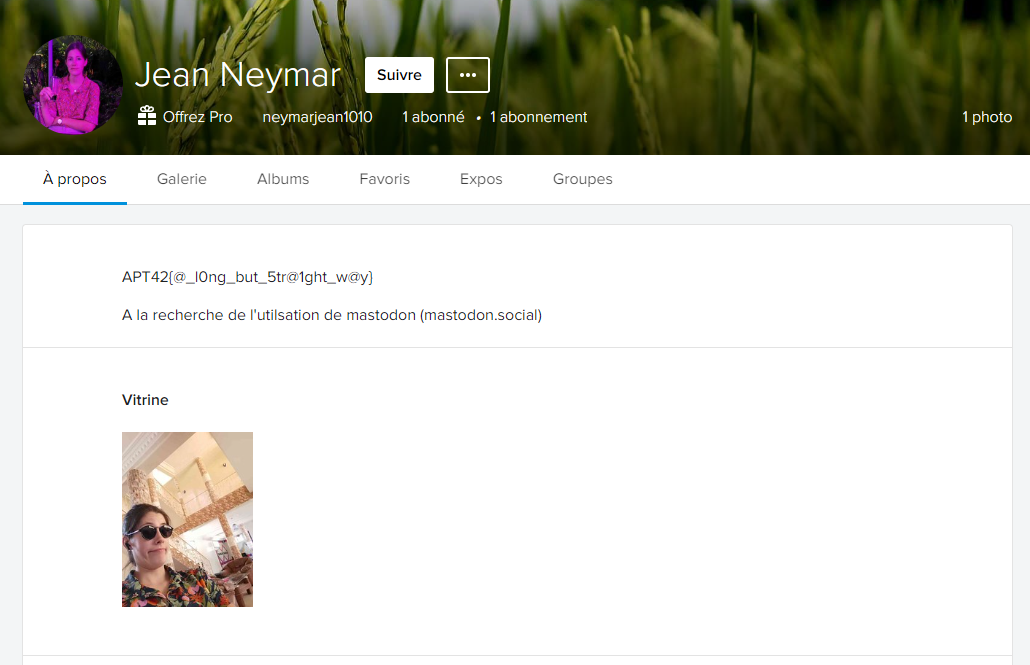 Jean Neymar Suivre ...
Offrez Pro neymarjean1010 1 abonné • 1 abonnement 1 photo
À propos Galerie Albums Favoris Expos Groupes
APT42{@_l0ng_but_5tr@1ght_w@y}
A la recherche de l'utilsation de mastodon (mastodon.social)
Vitrine